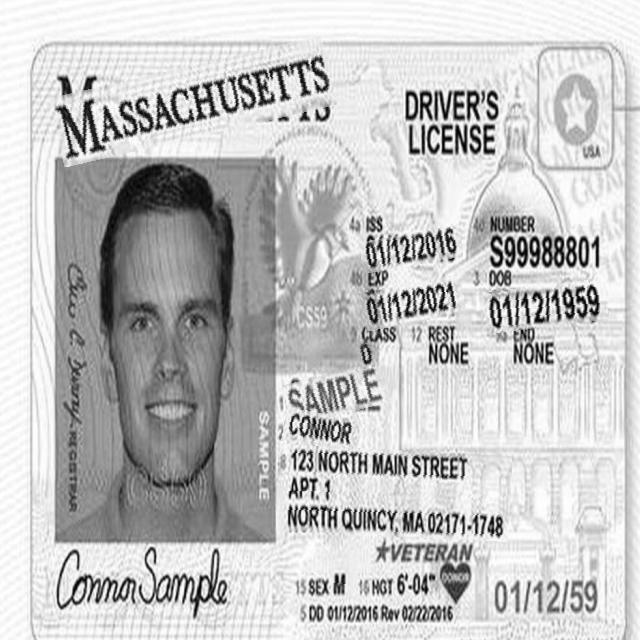 MASSACHUSETTS
DRIVER'S
LICENSE
USA
4a ISS
01/12/2016
4d NUMBER
S99988801
4b EXP
01/12/2021
3 DOB
01/12/1959
9 CLASS
D
12 REST
NONE
9a END
NONE
CSS9
1 SAMPLE
2 CONNOR
8 123 NORTH MAIN STREET
APT. 1
NORTH QUINCY, MA 02171-1748
★VETERAN
15 SEX M 16 HGT 6'-04"
DONOR
5 DD 01/12/2016 Rev 02/22/2016
01/12/59
REGISTRAR
SAMPLE
Connor Sample